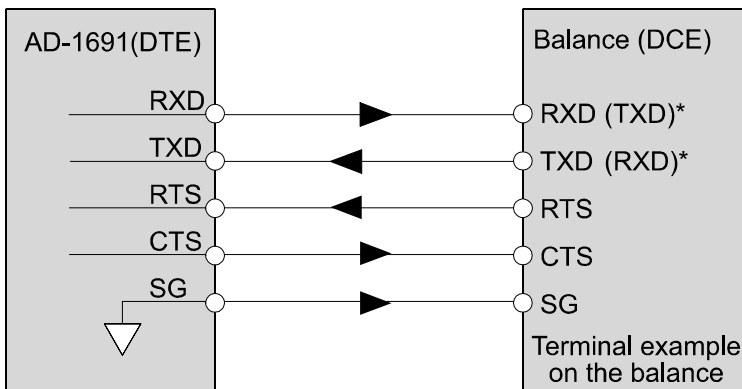 AD-1691(DTE)
Balance (DCE)
RXD
RXD (TXD)*
TXD
TXD (RXD)*
RTS
RTS
CTS
CTS
SG
SG
Terminal example
on the balance